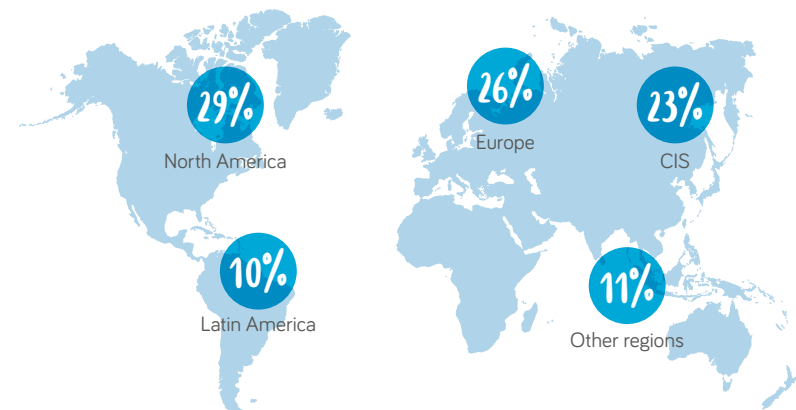 29%
North America
26%
Europe
23%
CIS
10%
Latin America
11%
Other regions